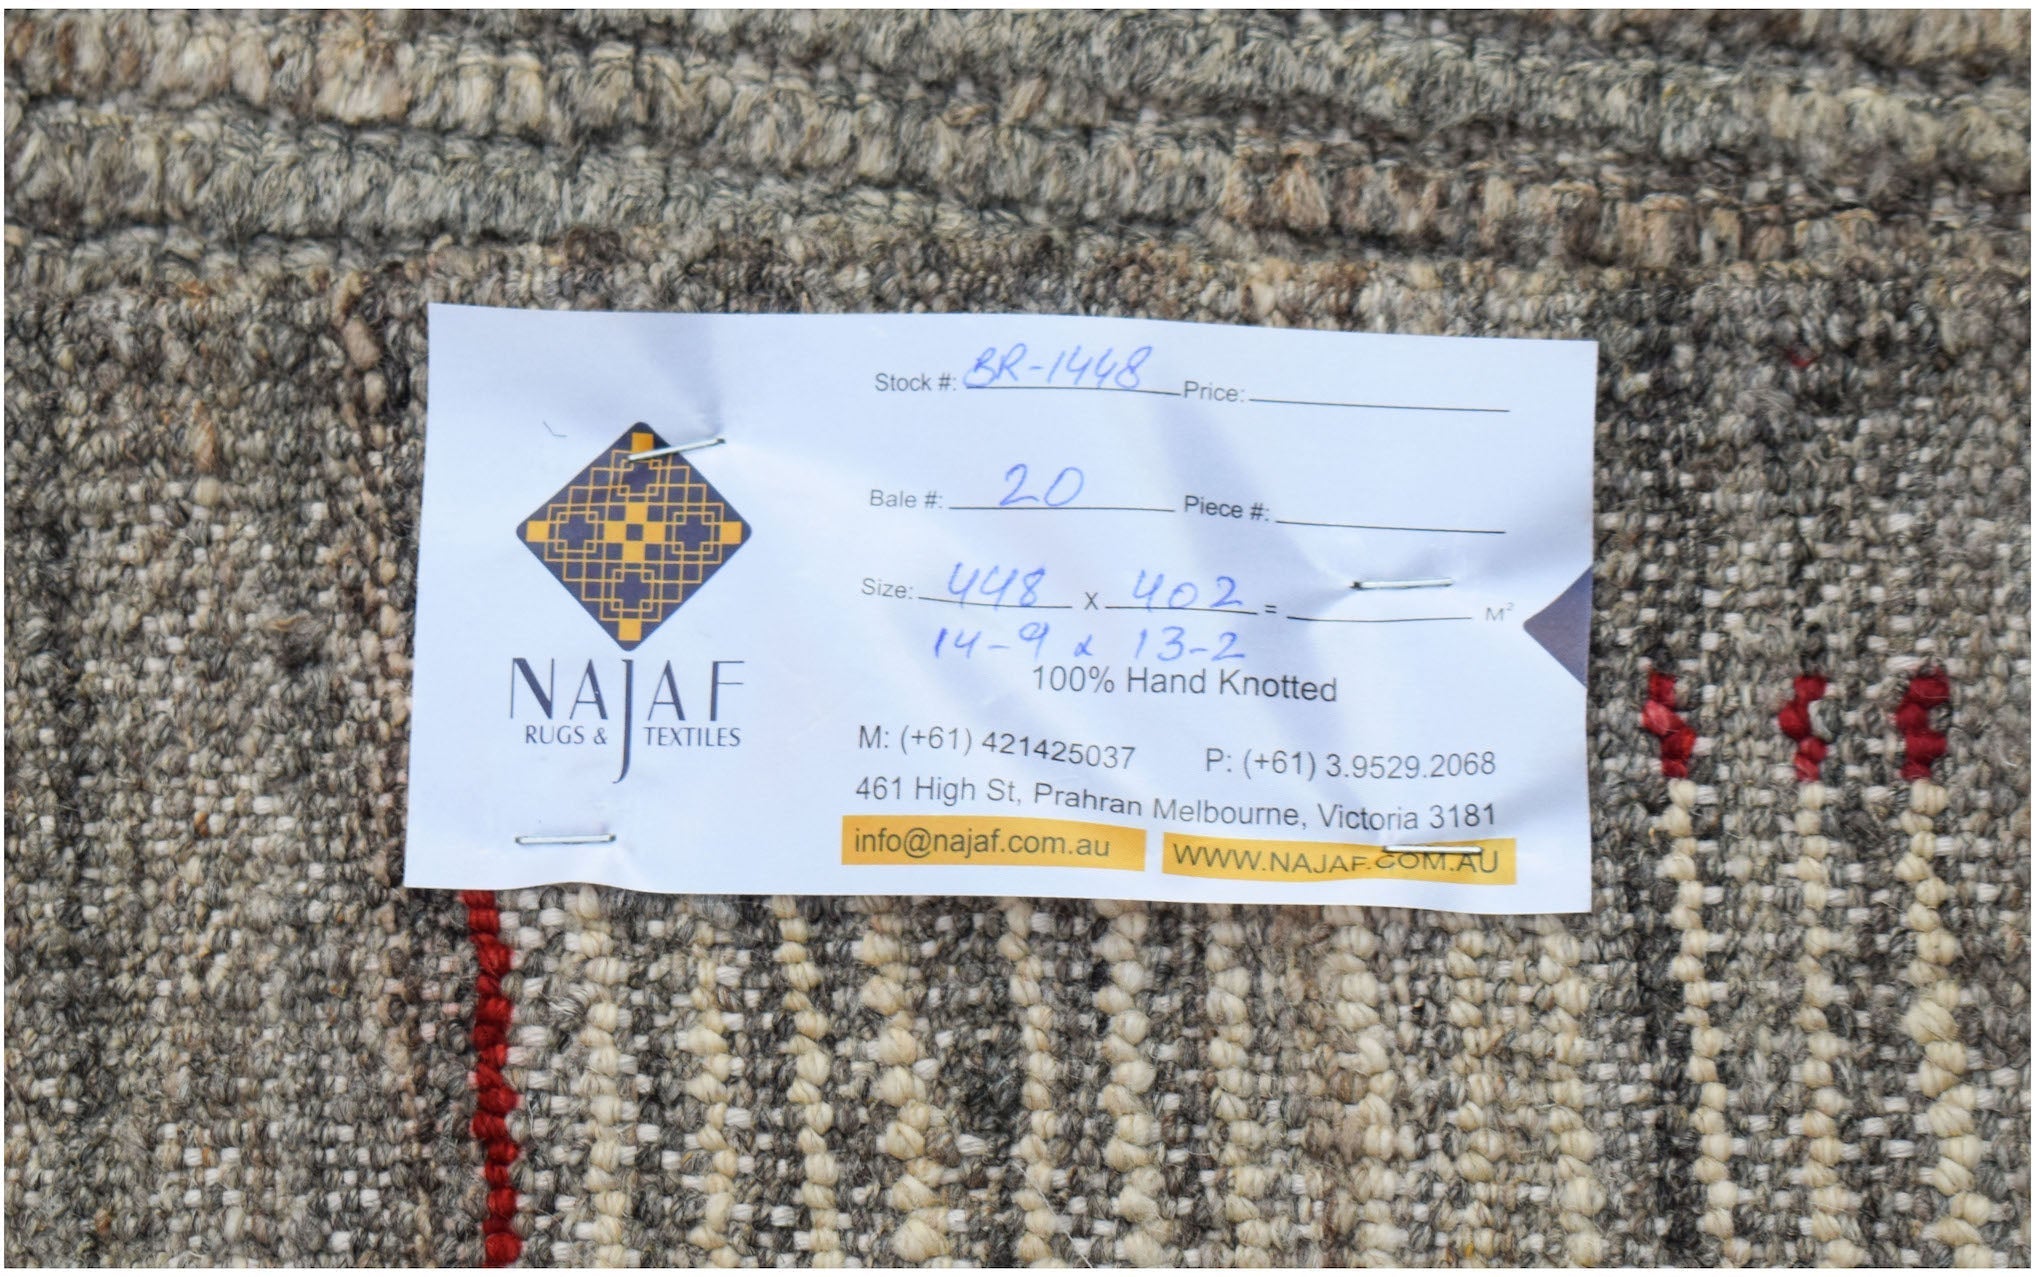 NAJAF
RUGS & TEXTILES
Stock #: BR-1448 Price:
Bale #: 20 Piece #:
Size: 448 x 402 = M²
14-9 x 13-2
100% Hand Knotted
M: (+61) 421425037 P: (+61) 3.9529.2068
461 High St, Prahran Melbourne, Victoria 3181
info@najaf.com.au WWW.NAJAF.COM.AU